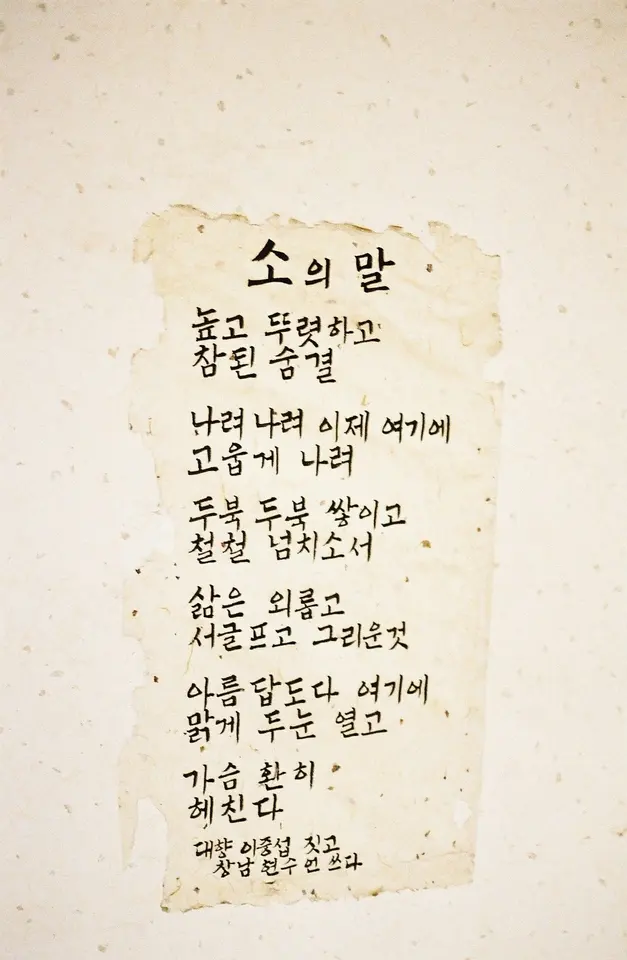 소의 말
높고 뚜렷하고
참된 숨결
나려 나려 이제 여기에
고웁게 나려
두북 두북 쌓이고
철철 넘치소서
삶은 외롭고
서글프고 그리운것
아름답도다 여기에
맑게 두눈 열고
가슴 환히
헤친다
대향 이중섭 짓고
창남 현수언 쓰다